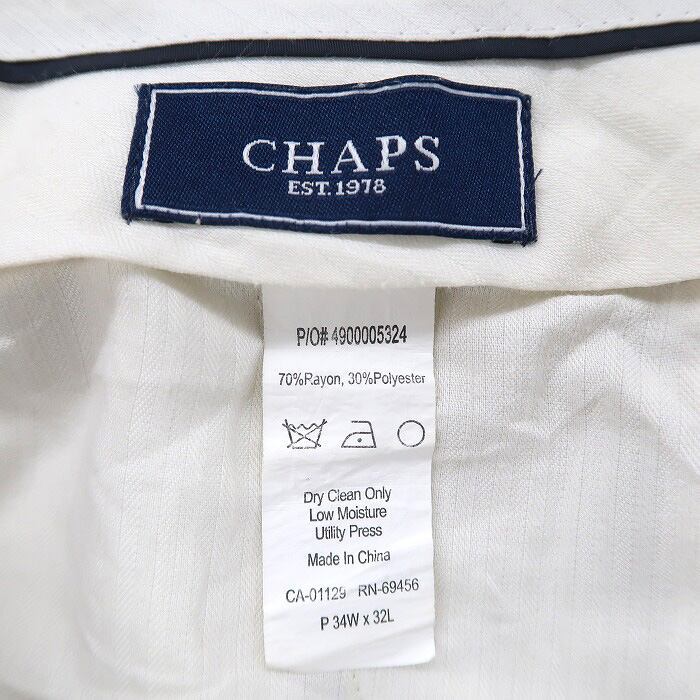 CHAPS
EST.1978
P/O# 4900005324
70%Rayon, 30%Polyester
Dry Clean Only
Low Moisture
Utility Press
Made In China
CA-01129 RN-69456
P 34W x 32L